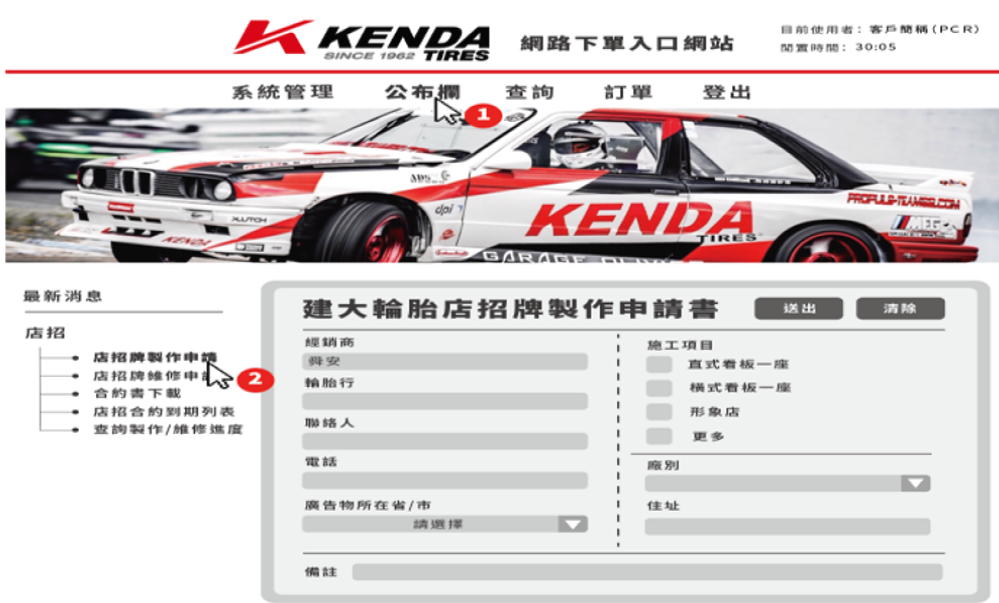 KENDA
SINCE 1962 TIRES
網路下單入口網站
目前使用者：客戶簡稱(PCR)
閒置時間：30:05
系統管理 公布欄 查詢 訂單 登出
1
KENDA
TIRES
KENDA
XLUTCH
dpi
GARAGE
最新消息
店招
店招牌製作申請
店招牌維修申
合約書下載
店招合約到期列表
查詢製作/維修進度
2
建大輪胎店招牌製作申請書
送出
清除
經銷商
舜安
輪胎行
聯絡人
電話
廣告物所在省/市
請選擇
施工項目
直式看板一座
橫式看板一座
形象店
更多
廠別
住址
備註